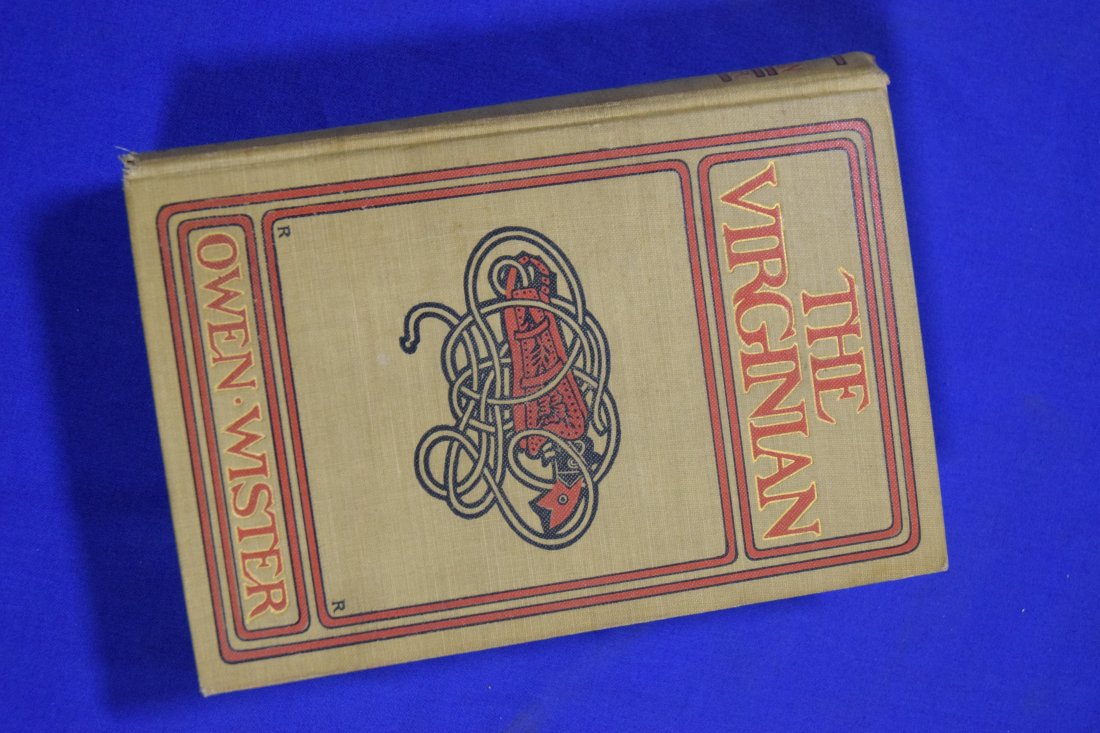 THE
VIRGINIAN
R R
OWEN·WISTER